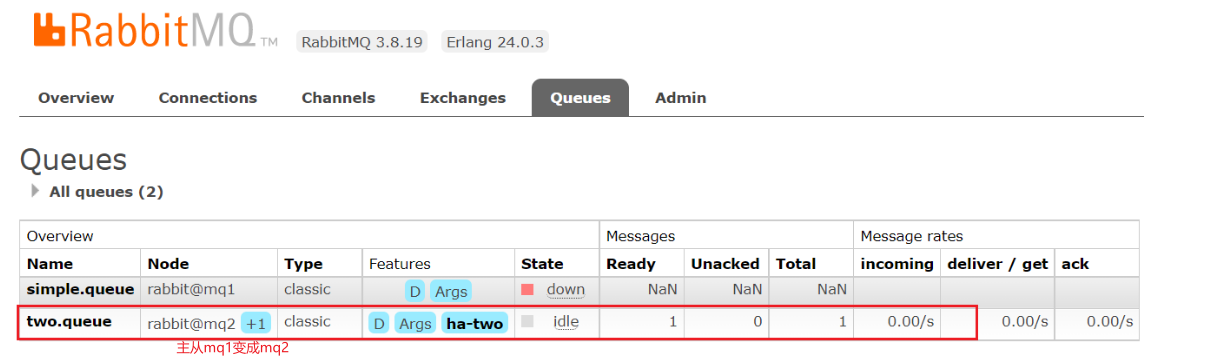 RabbitMQ TM RabbitMQ 3.8.19 Erlang 24.0.3
Overview Connections Channels Exchanges Queues Admin
Queues
All queues (2)
Overview Messages Message rates
Name Node Type Features State Ready Unacked Total incoming deliver / get ack
simple.queue rabbit@mq1 classic D Args down NaN NaN NaN
two.queue rabbit@mq2 +1 classic D Args ha-two idle 1 0 1 0.00/s 0.00/s 0.00/s
主从mq1变成mq2